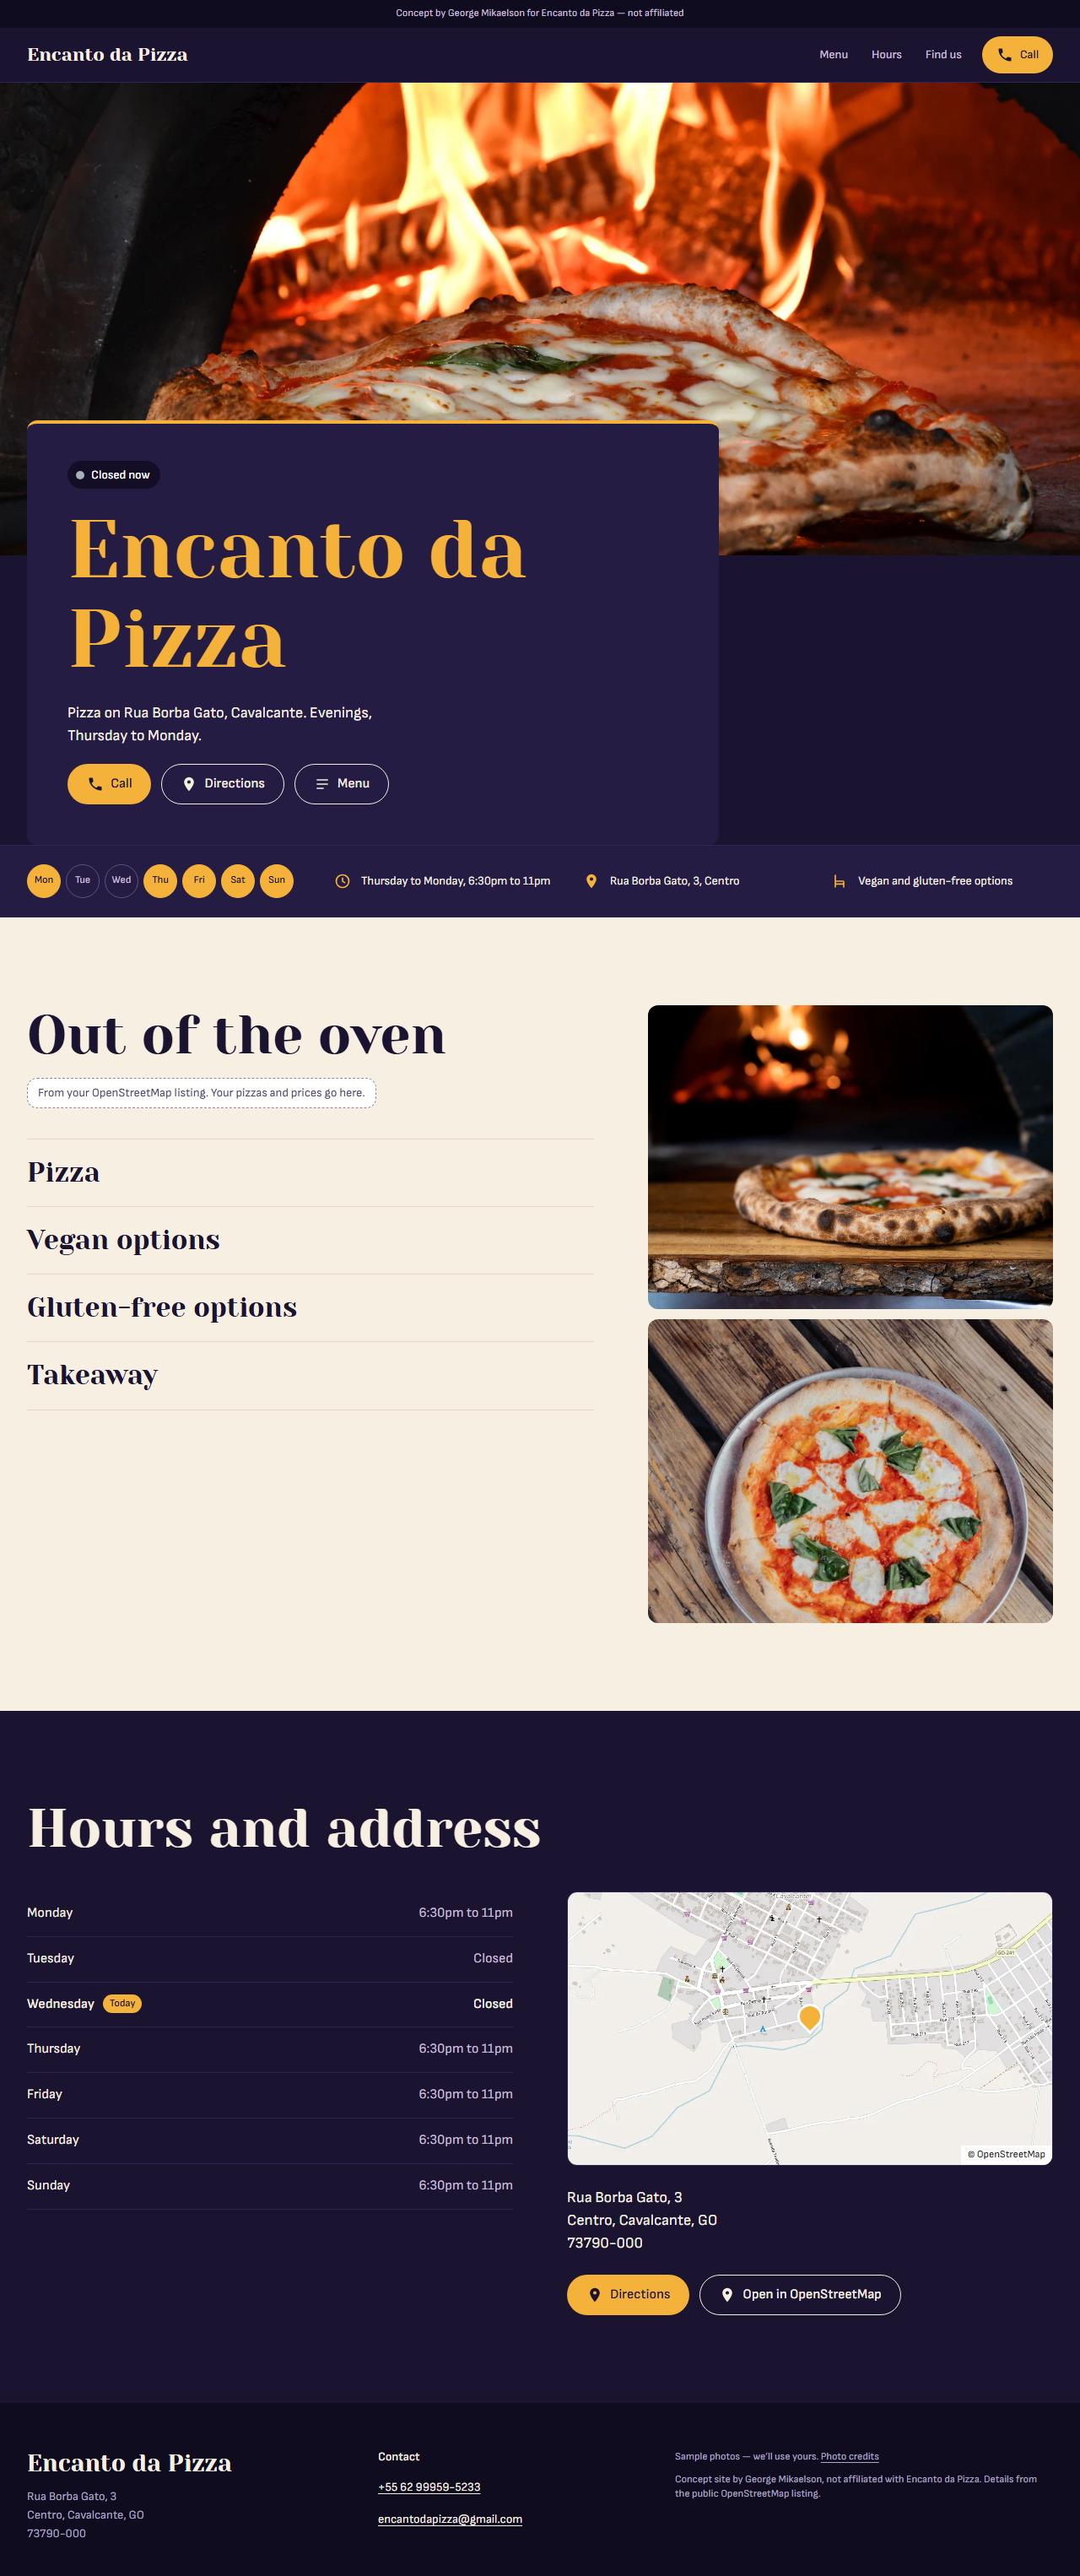 Concept by George Mikaelson for Encanto da Pizza — not affiliated
Encanto da Pizza
Menu
Hours
Find us
Call
Closed now
Encanto da
Pizza
Pizza on Rua Borba Gato, Cavalcante. Evenings,
Thursday to Monday.
Call
Directions
Menu
Mon
Tue
Wed
Thu
Fri
Sat
Sun
Thursday to Monday, 6:30pm to 11pm
Rua Borba Gato, 3, Centro
Vegan and gluten-free options
Out of the oven
From your OpenStreetMap listing. Your pizzas and prices go here.
Pizza
Vegan options
Gluten-free options
Takeaway
Hours and address
Monday
6:30pm to 11pm
Tuesday
Closed
Wednesday
Today
Closed
Thursday
6:30pm to 11pm
Friday
6:30pm to 11pm
Saturday
6:30pm to 11pm
Sunday
6:30pm to 11pm
Cavalcante
GO-241
© OpenStreetMap
Rua Borba Gato, 3
Centro, Cavalcante, GO
73790-000
Directions
Open in OpenStreetMap
Encanto da Pizza
Rua Borba Gato, 3
Centro, Cavalcante, GO
73790-000
Contact
+55 62 99959-5233
encantodapizza@gmail.com
Sample photos — we'll use yours. Photo credits
Concept site by George Mikaelson, not affiliated with Encanto da Pizza. Details from
the public OpenStreetMap listing.